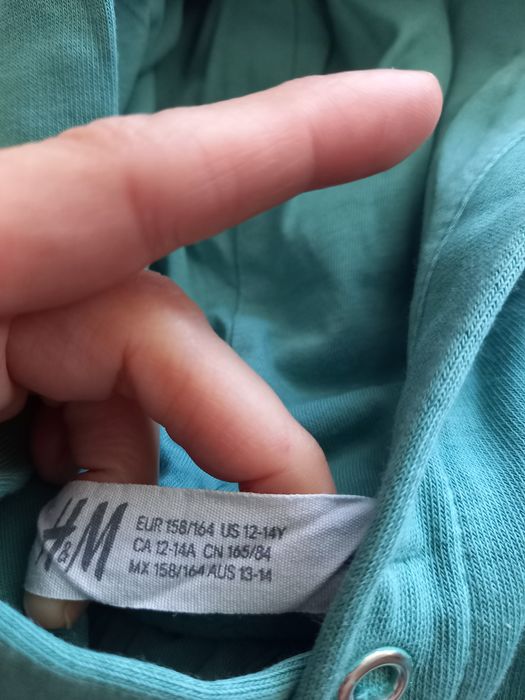 H&M
EUR 158/164 US 12-14Y
CA 12-14A CN 165/84
MX 158/164 AUS 13-14